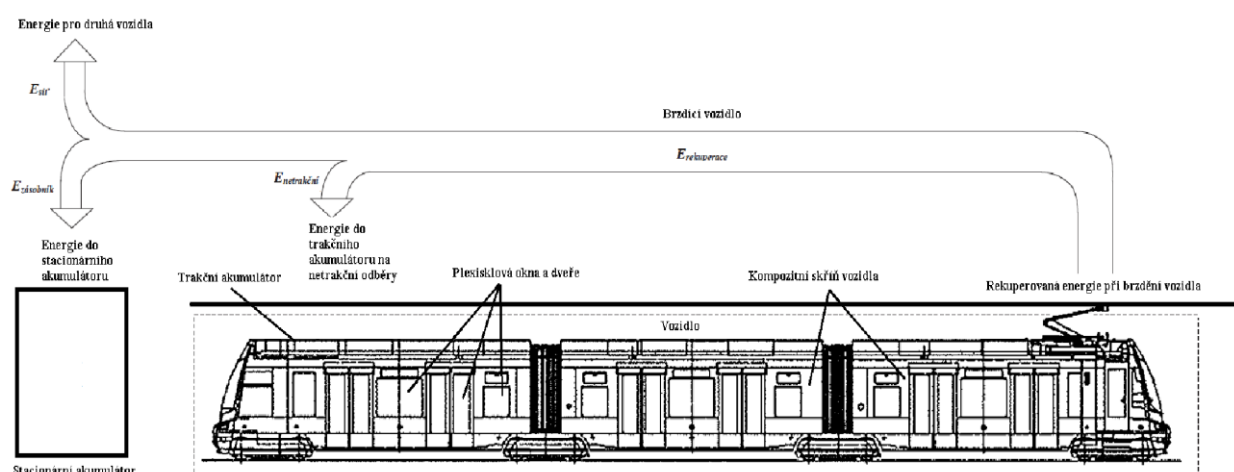 Energie pro druhá vozidla
E_stř
Brzdící vozidlo
E_rekuperace
E_netrakční
E_zásobník
Energie do
stacionárního
akumulátoru
Energie do
trakčního
akumulátoru na
netrakční odběry
Trakční akumulátor
Plexisklová okna a dveře
Kompozitní skříň vozidla
Rekuperovaná energie při brzdění vozidla
Vozidlo
Stacionární akumulátor